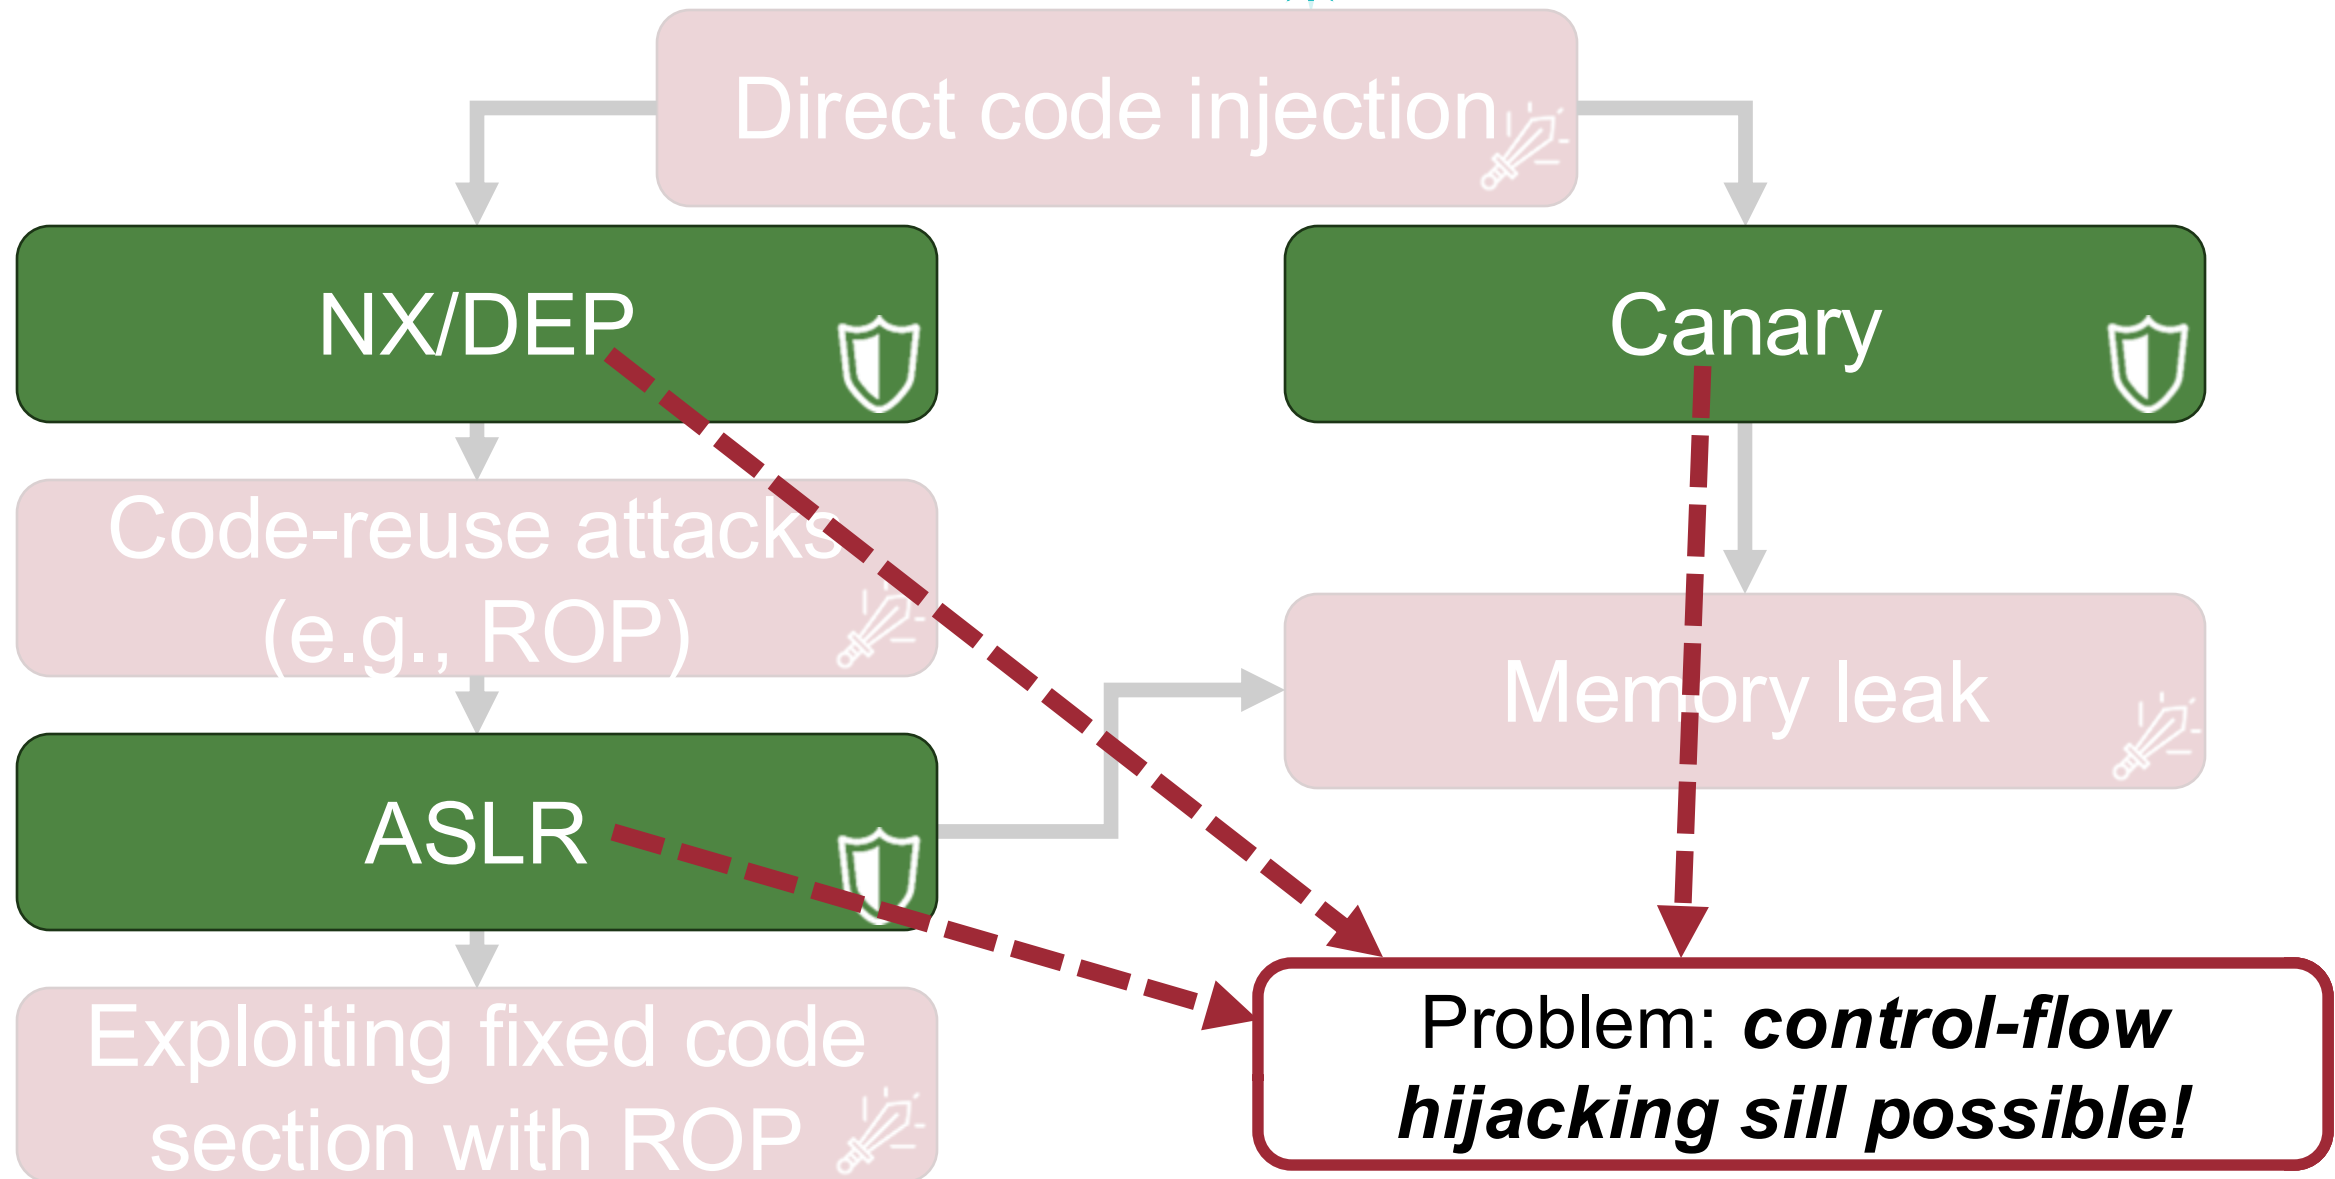 Direct code injection
NX/DEP
Canary
Code-reuse attacks
(e.g., ROP)
Memory leak
ASLR
Exploiting fixed code
section with ROP
Problem: control-flow
hijacking sill possible!